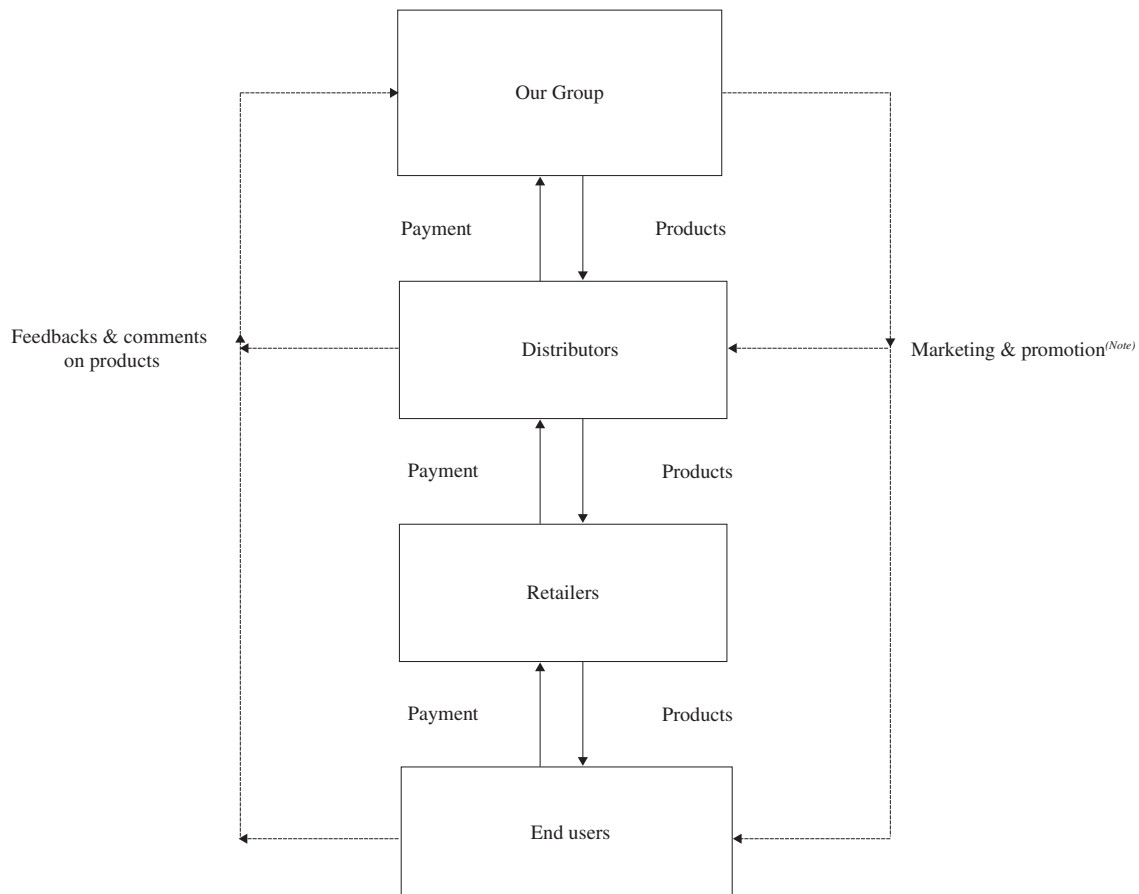 Our Group
Payment
Products
Feedbacks & comments
on products
Distributors
Marketing & promotion(Note)
Payment
Products
Retailers
Payment
Products
End users